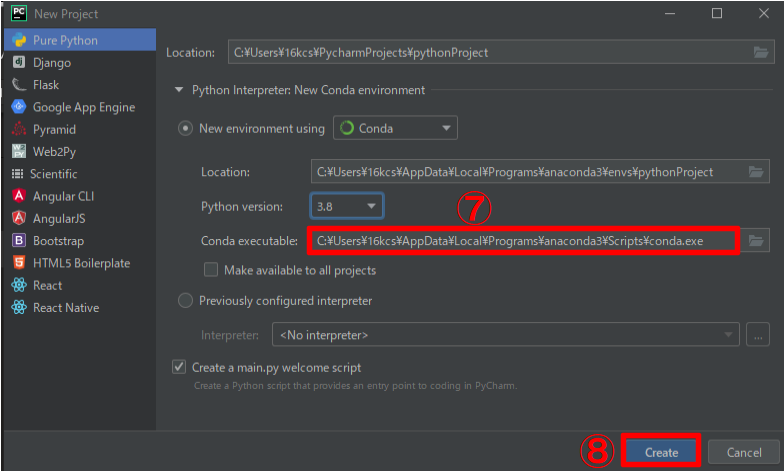 New Project
Pure Python
Django
Flask
Google App Engine
Pyramid
Web2Py
Scientific
Angular CLI
AngularJS
Bootstrap
HTML5 Boilerplate
React
React Native
Location: C:¥Users¥16kcs¥PycharmProjects¥pythonProject
Python Interpreter: New Conda environment
New environment using Conda
Location: C:¥Users¥16kcs¥AppData¥Local¥Programs¥anaconda3¥envs¥pythonProject
Python version: 3.8
⑦
Conda executable: C:¥Users¥16kcs¥AppData¥Local¥Programs¥anaconda3¥Scripts¥conda.exe
Make available to all projects
Previously configured interpreter
Interpreter: <No interpreter> ...
Create a main.py welcome script
Create a Python script that provides an entry point to coding in PyCharm.
⑧ Create Cancel